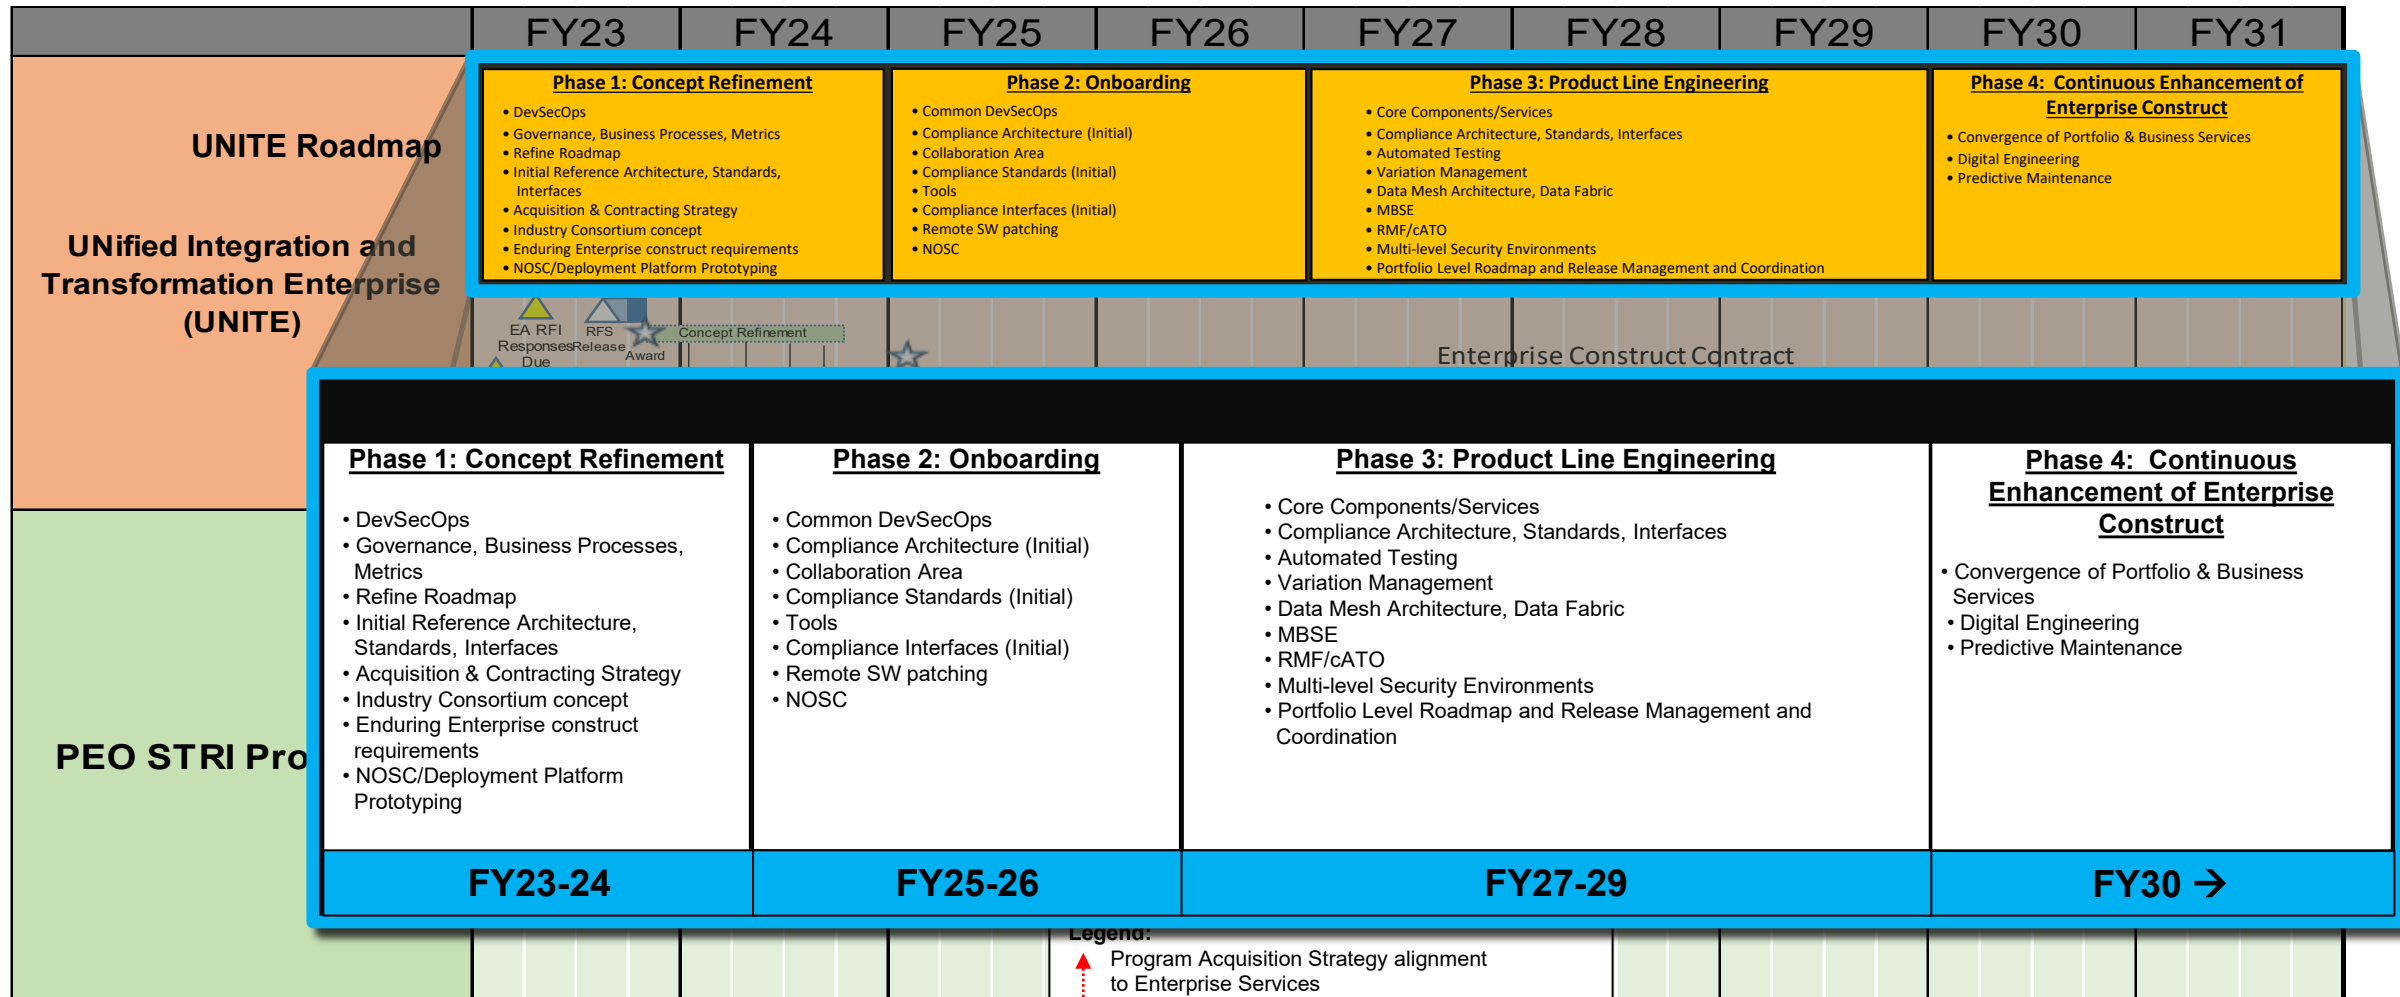 FY23 FY24 FY25 FY26 FY27 FY28 FY29 FY30 FY31
UNITE Roadmap
UNified Integration and
Transformation Enterprise
(UNITE)
Phase 1: Concept Refinement
• DevSecOps
• Governance, Business Processes, Metrics
• Refine Roadmap
• Initial Reference Architecture, Standards,
Interfaces
• Acquisition & Contracting Strategy
• Industry Consortium concept
• Enduring Enterprise construct requirements
• NOSC/Deployment Platform Prototyping
Phase 2: Onboarding
• Common DevSecOps
• Compliance Architecture (Initial)
• Collaboration Area
• Compliance Standards (Initial)
• Tools
• Compliance Interfaces (Initial)
• Remote SW patching
• NOSC
Phase 3: Product Line Engineering
• Core Components/Services
• Compliance Architecture, Standards, Interfaces
• Automated Testing
• Variation Management
• Data Mesh Architecture, Data Fabric
• MBSE
• RMF/cATO
• Multi-level Security Environments
• Portfolio Level Roadmap and Release Management and Coordination
Phase 4: Continuous Enhancement of
Enterprise Construct
• Convergence of Portfolio & Business Services
• Digital Engineering
• Predictive Maintenance
EA RFI
Responses
Due
RFS
Release
Award
Concept Refinement
Enterprise Construct Contract
Phase 1: Concept Refinement
• DevSecOps
• Governance, Business Processes,
Metrics
• Refine Roadmap
• Initial Reference Architecture,
Standards, Interfaces
• Acquisition & Contracting Strategy
• Industry Consortium concept
• Enduring Enterprise construct
requirements
• NOSC/Deployment Platform
Prototyping
FY23-24
Phase 2: Onboarding
• Common DevSecOps
• Compliance Architecture (Initial)
• Collaboration Area
• Compliance Standards (Initial)
• Tools
• Compliance Interfaces (Initial)
• Remote SW patching
• NOSC
FY25-26
Phase 3: Product Line Engineering
• Core Components/Services
• Compliance Architecture, Standards, Interfaces
• Automated Testing
• Variation Management
• Data Mesh Architecture, Data Fabric
• MBSE
• RMF/cATO
• Multi-level Security Environments
• Portfolio Level Roadmap and Release Management and
Coordination
FY27-29
Phase 4: Continuous
Enhancement of Enterprise
Construct
• Convergence of Portfolio & Business
Services
• Digital Engineering
• Predictive Maintenance
FY30 →
PEO STRI Pro
Legend:
Program Acquisition Strategy alignment
to Enterprise Services